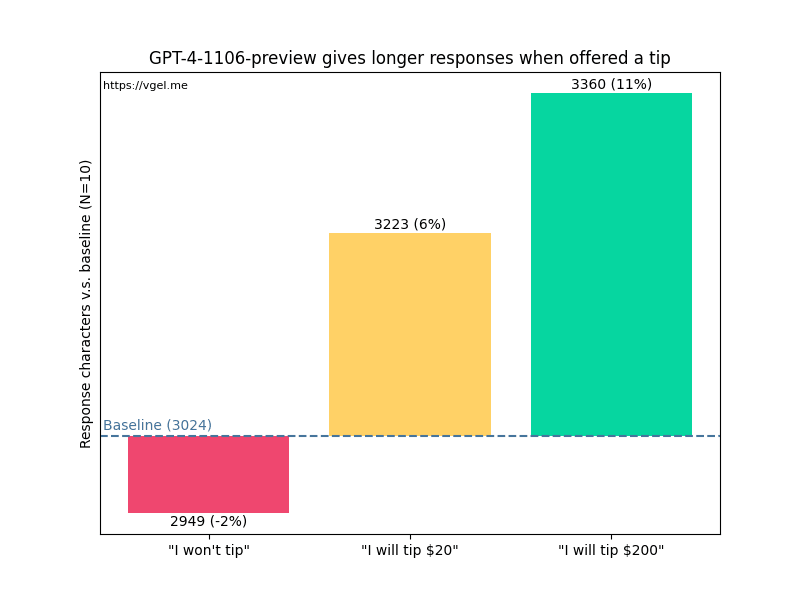 GPT-4-1106-preview gives longer responses when offered a tip
https://vgel.me
3360 (11%)
3223 (6%)
Response characters v.s. baseline (N=10)
Baseline (3024)
2949 (-2%)
"I won't tip"
"I will tip $20"
"I will tip $200"